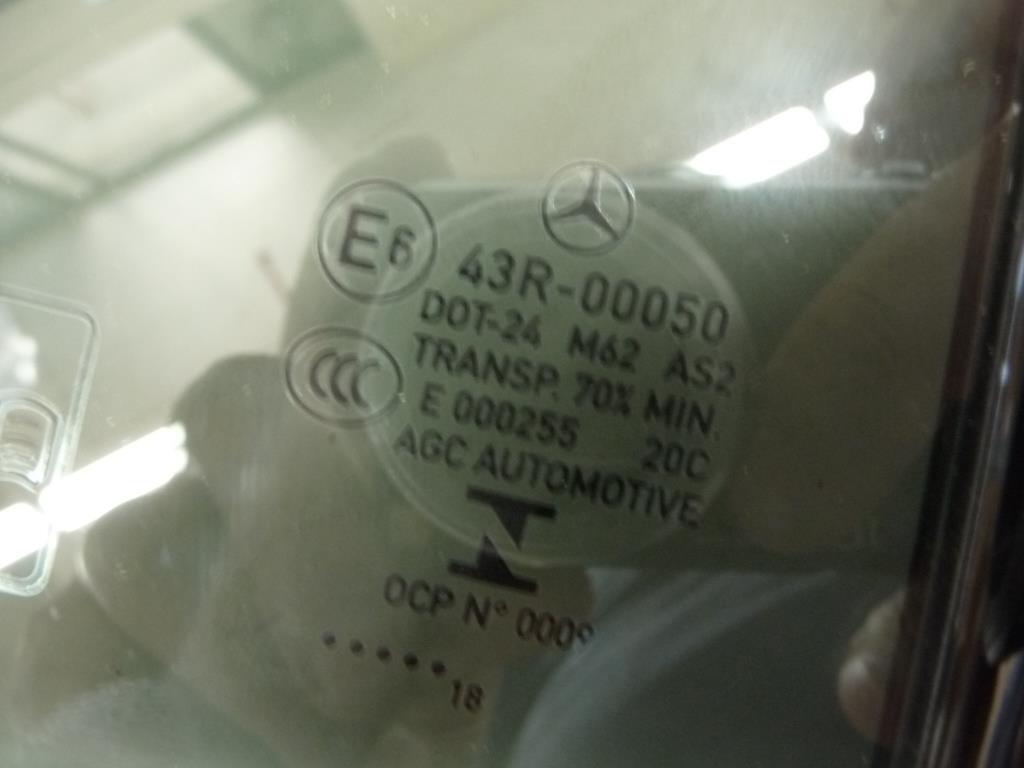 E6
43R-00050
DOT-24 M62 AS2
CCC
TRANSP. 70% MIN.
E 000255 20C
AGC AUTOMOTIVE
OCP N° 0009
.....18